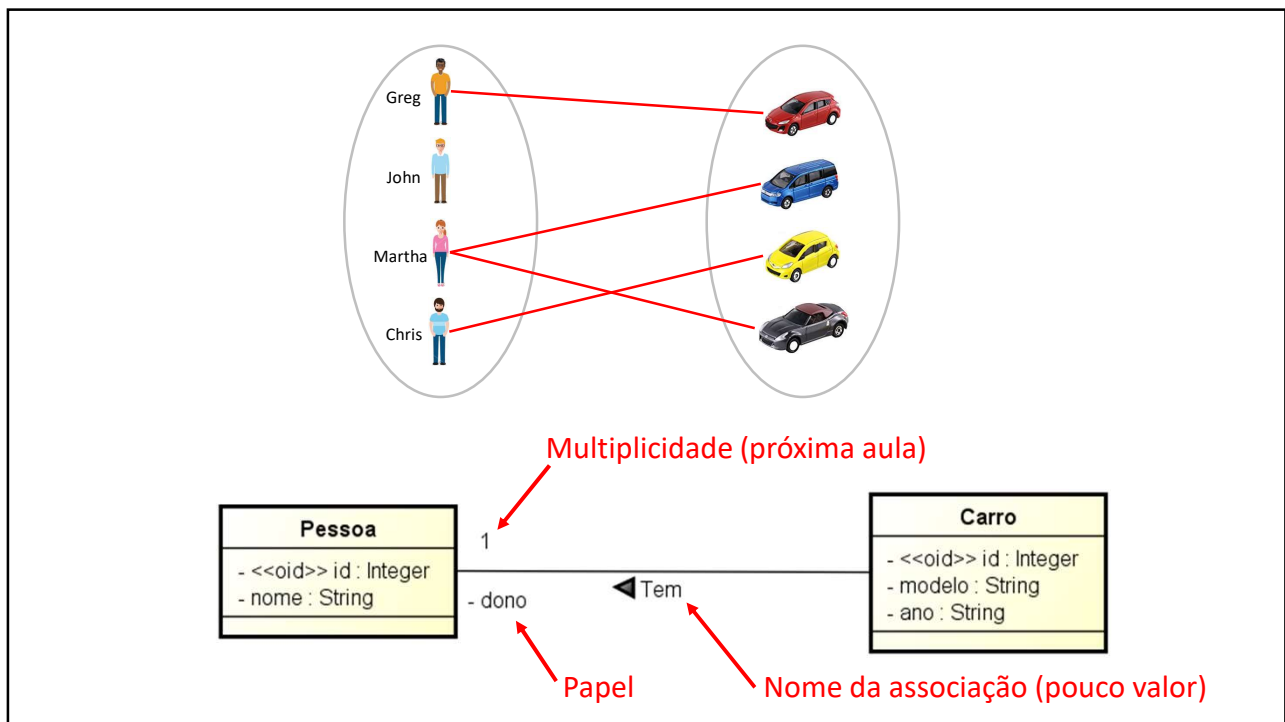 Greg
John
Martha
Chris
Multiplicidade (próxima aula)
Pessoa
- <<oid>> id : Integer
- nome : String
1
- dono
Tem
Carro
- <<oid>> id : Integer
- modelo : String
- ano : String
Papel
Nome da associação (pouco valor)